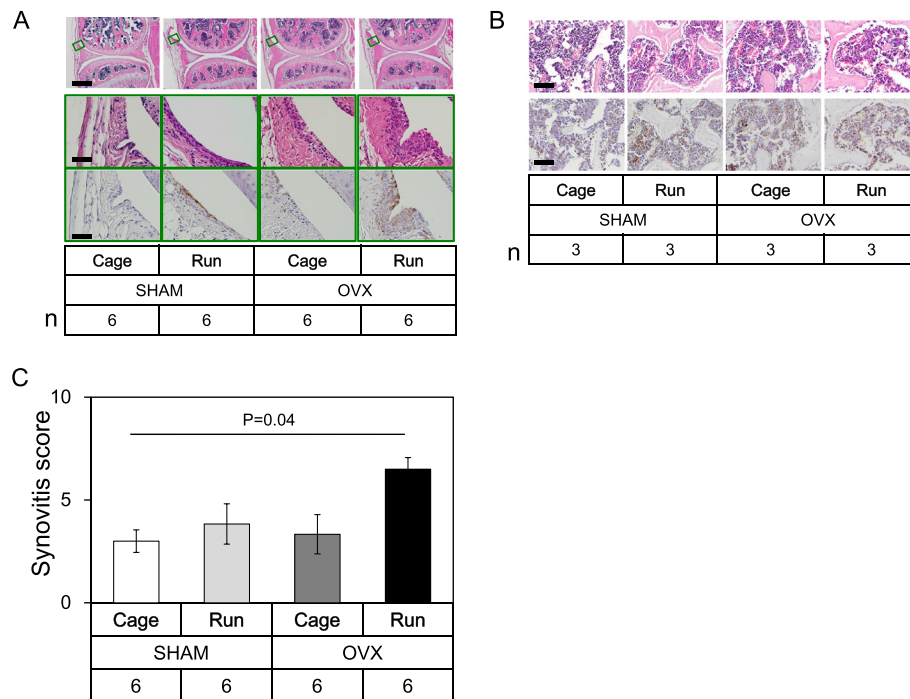 A
Cage Run Cage Run
SHAM OVX
n 6 6 6 6
B
Cage Run Cage Run
SHAM OVX
n 3 3 3 3
C
Synovitis score
10
5
0
P=0.04
Cage Run Cage Run
SHAM OVX
6 6 6 6